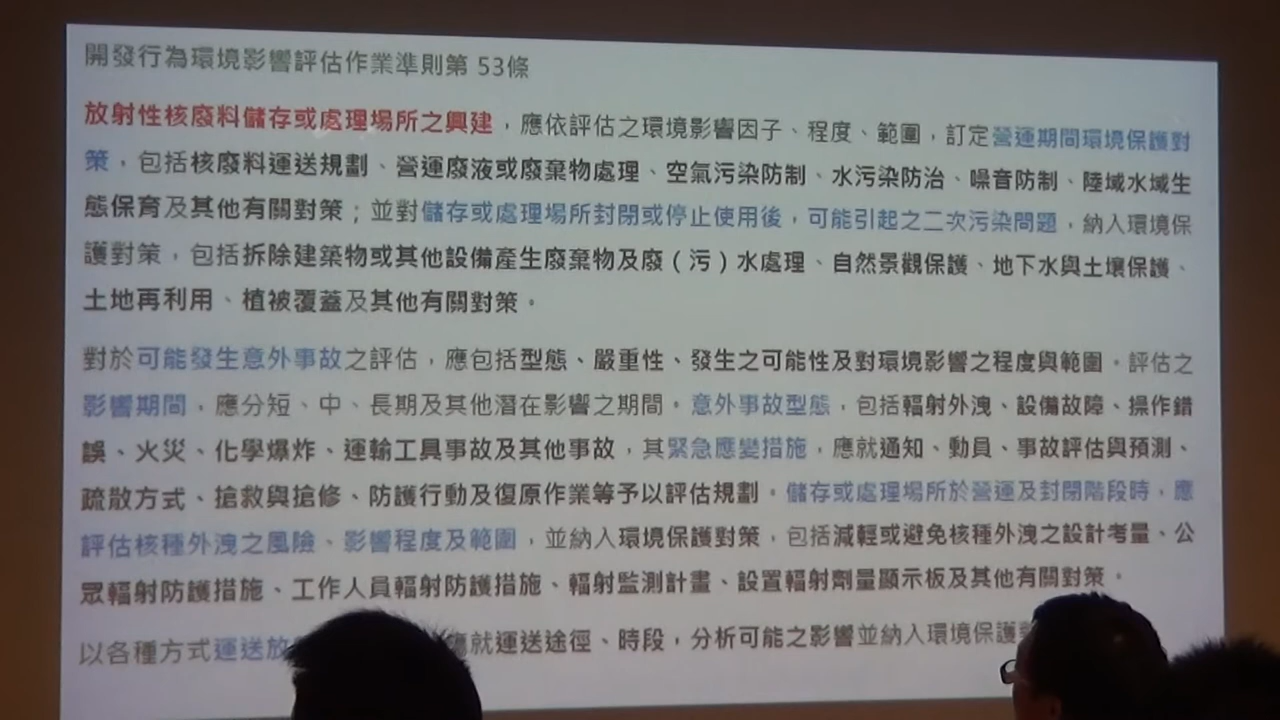 開發行為環境影響評估作業準則第 53條
放射性核廢料儲存或處理場所之興建，應依評估之環境影響因子、程度、範圍，訂定營運期間環境保護對
策，包括核廢料運送規劃、營運廢液或廢棄物處理、空氣污染防制、水污染防治、噪音防制、陸域水域生
態保育及其他有關對策；並對儲存或處理場所封閉或停止使用後，可能引起之二次污染問題，納入環境保
護對策，包括拆除建築物或其他設備產生廢棄物及廢（污）水處理、自然景觀保護、地下水與土壤保護、
土地再利用、植被覆蓋及其他有關對策。
對於可能發生意外事故之評估，應包括型態、嚴重性、發生之可能性及對環境影響之程度與範圍。評估之
影響期間，應分短、中、長期及其他潛在影響之期間。意外事故型態，包括輻射外洩、設備故障、操作錯
誤、火災、化學爆炸、運輸工具事故及其他事故，其緊急應變措施，應就通知、動員、事故評估與預測、
疏散方式、搶救與搶修、防護行動及復原作業等予以評估規劃。儲存或處理場所於營運及封閉階段時，應
評估核種外洩之風險、影響程度及範圍，並納入環境保護對策，包括減輕或避免核種外洩之設計考量、公
眾輻射防護措施、工作人員輻射防護措施、輻射監測計畫、設置輻射劑量顯示板及其他有關對策。
以各種方式運送放應就運送途徑、時段，分析可能之影響並納入環境保護